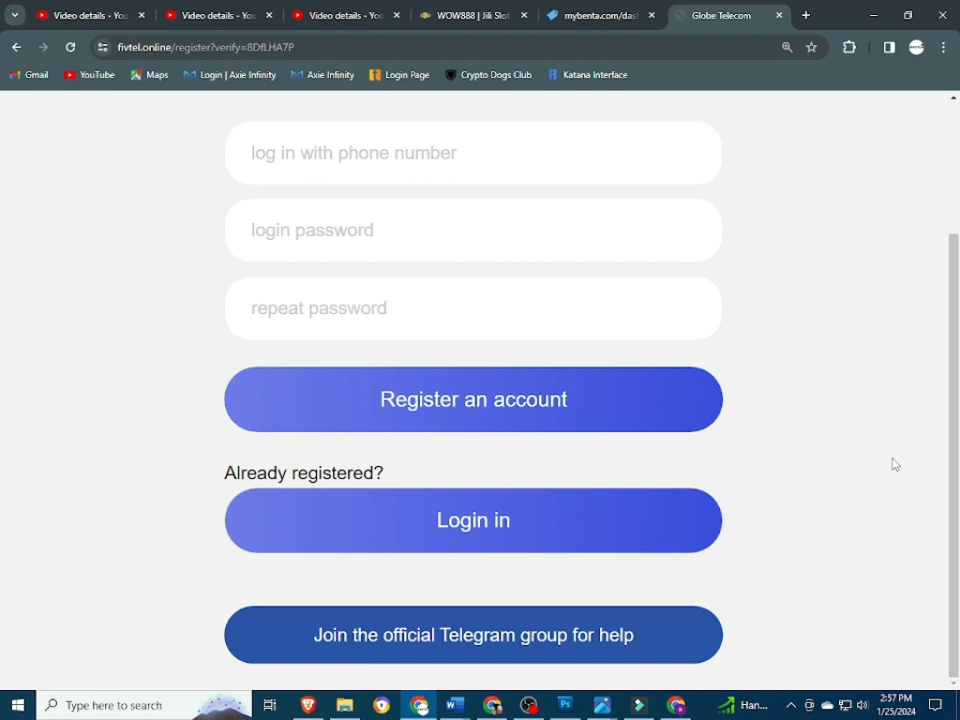 Video details - You
Video details - You
Video details - You
WOW888 | Jili Slot
mybenta.com/das
Globe Telecom
fivtel.online/register?verify=8DfLHA7P
Gmail
YouTube
Maps
Login | Axie Infinity
Axie Infinity
Login Page
Crypto Dogs Club
Katana Interface
log in with phone number
login password
repeat password
Register an account
Already registered?
Login in
Join the official Telegram group for help
Type here to search
Han...
2:57 PM
1/25/2024